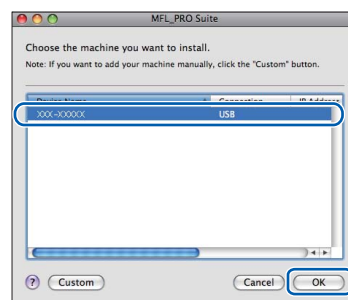 MFL_PRO Suite
Choose the machine you want to install.
Note: If you want to add your machine manually, click the "Custom" button.
Device Name Connection IP Address
XXX-XXXXX USB
? Custom Cancel OK